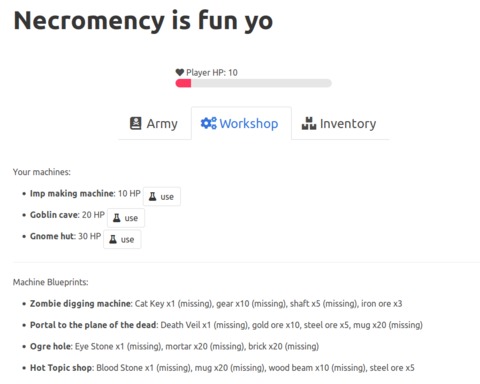 Necromency is fun yo
Player HP: 10
Army
Workshop
Inventory
Your machines:
Imp making machine: 10 HP use
Goblin cave: 20 HP use
Gnome hut: 30 HP use
Machine Blueprints:
Zombie digging machine: Cat Key x1 (missing), gear x10 (missing), shaft x5 (missing), iron ore x3
Portal to the plane of the dead: Death Veil x1 (missing), gold ore x10, steel ore x5, mug x20 (missing)
Ogre hole: Eye Stone x1 (missing), mortar x20 (missing), brick x20 (missing)
Hot Topic shop: Blood Stone x1 (missing), mug x20 (missing), wood beam x10 (missing), steel ore x5